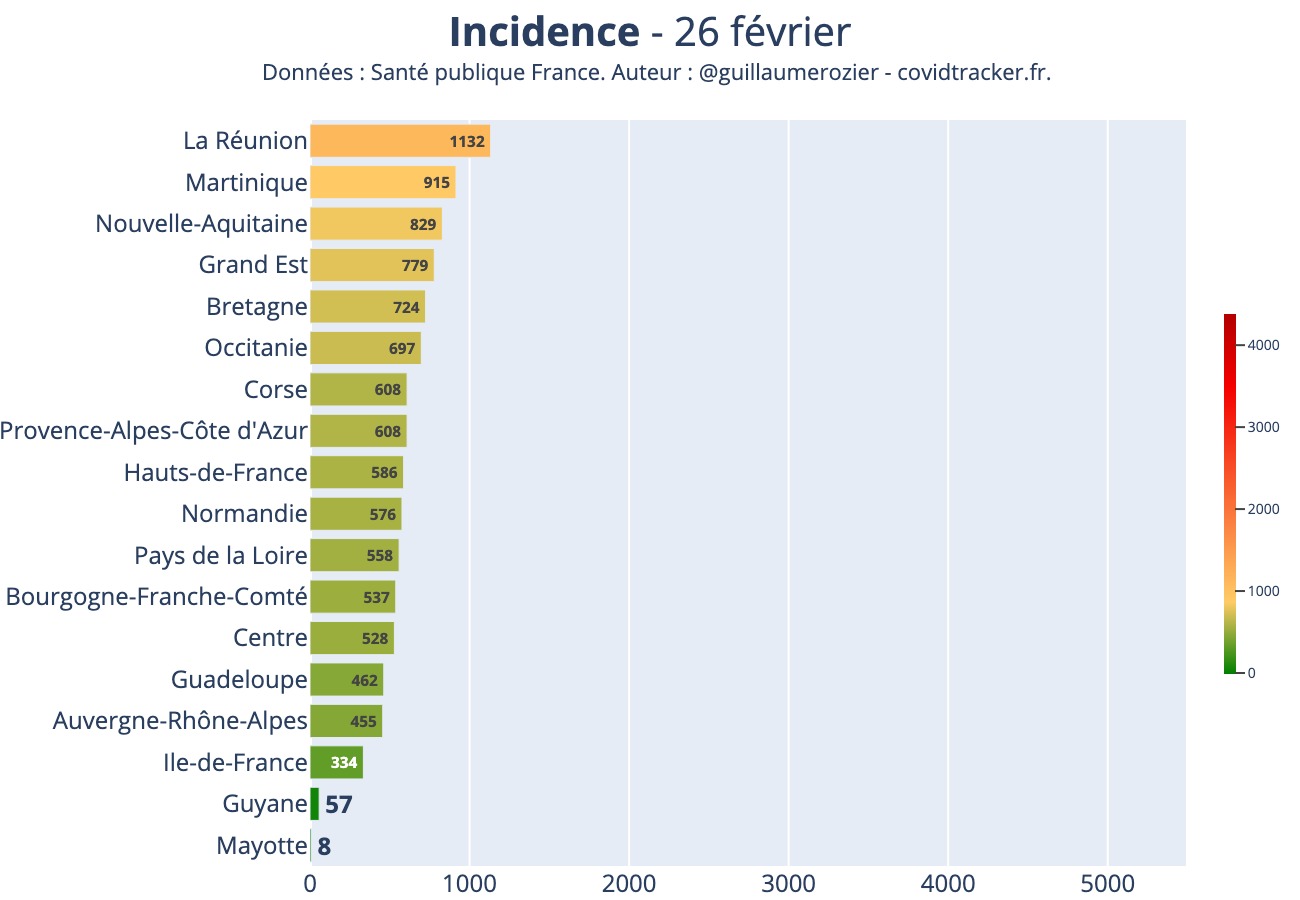 Incidence - 26 février
Données : Santé publique France. Auteur : @guillaumerozier - covidtracker.fr.
La Réunion 1132
Martinique 915
Nouvelle-Aquitaine 829
Grand Est 779
Bretagne 724
Occitanie 697
Corse 608
Provence-Alpes-Côte d'Azur 608
Hauts-de-France 586
Normandie 576
Pays de la Loire 558
Bourgogne-Franche-Comté 537
Centre 528
Guadeloupe 462
Auvergne-Rhône-Alpes 455
Ile-de-France 334
Guyane 57
Mayotte 8
0 1000 2000 3000 4000 5000
4000
3000
2000
1000
0